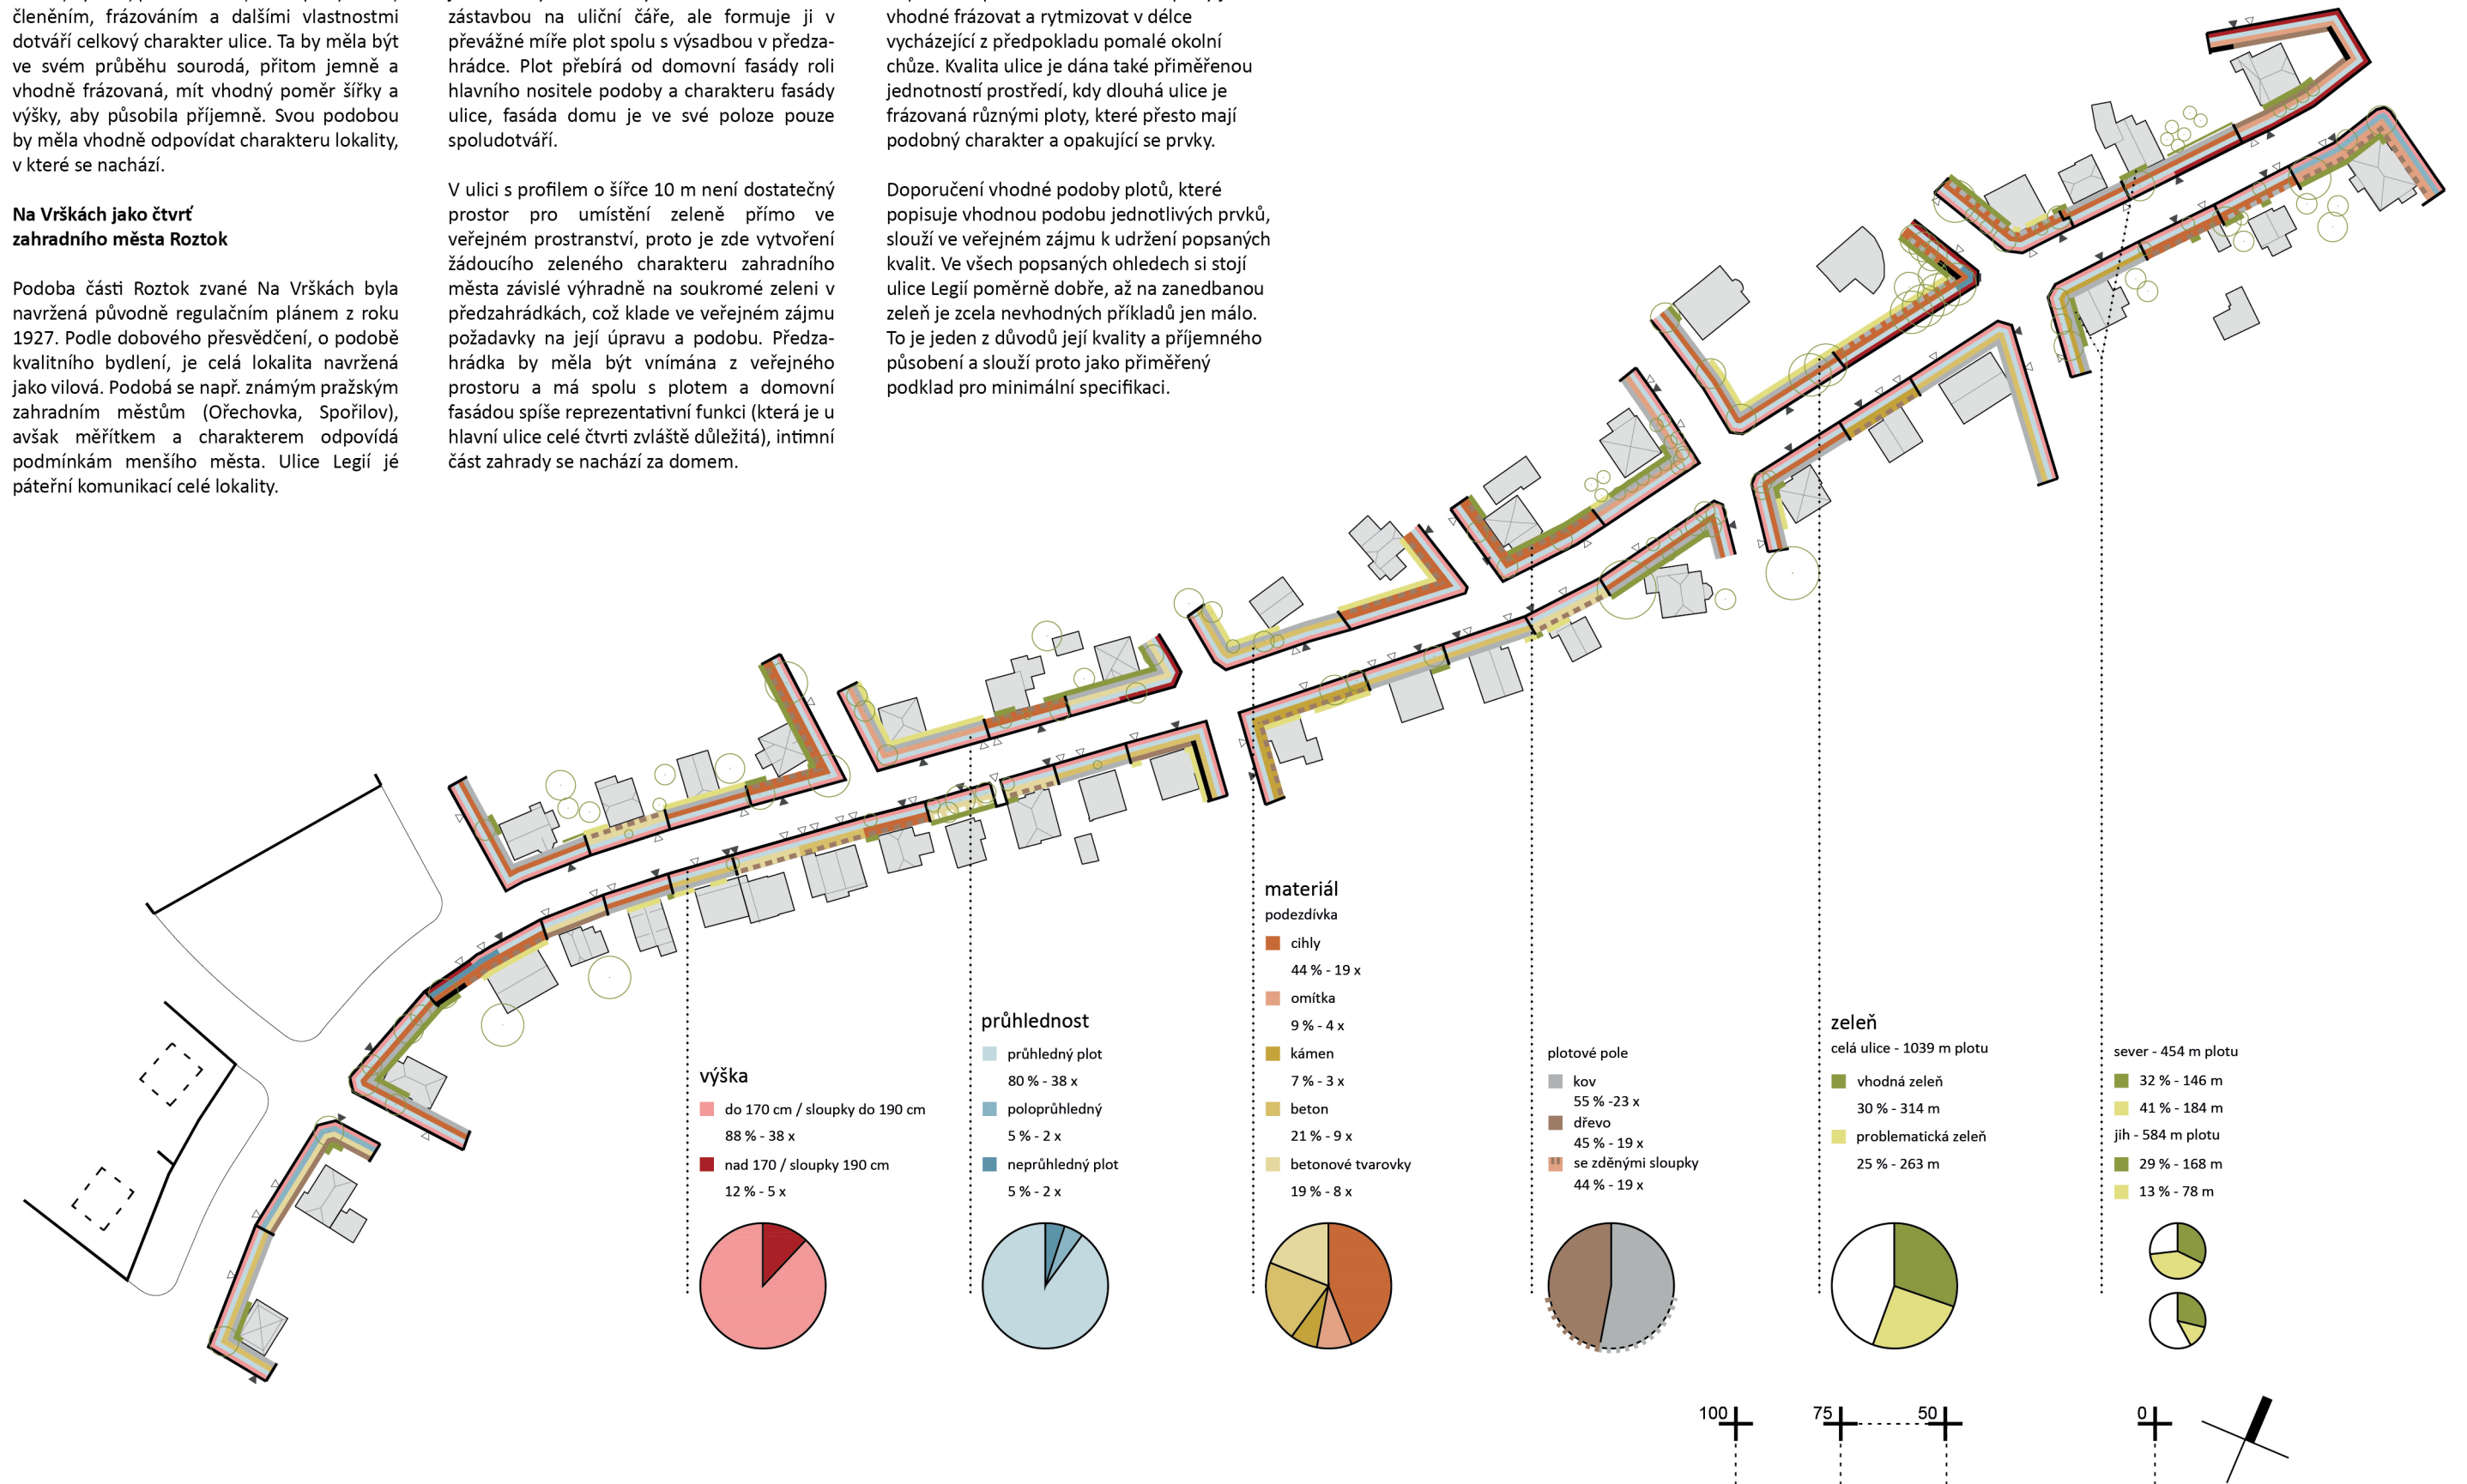 členěním, frázováním a dalšími vlastnostmi
dotváří celkový charakter ulice. Ta by měla být
ve svém průběhu sourodá, přitom jemně a
vhodně frázovaná, mít vhodný poměr šířky a
výšky, aby působila příjemně. Svou podobou
by měla vhodně odpovídat charakteru lokality,
v které se nachází.
Na Vrškách jako čtvrť
zahradního města Roztok
Podoba části Roztok zvané Na Vrškách byla
navržená původně regulačním plánem z roku
1927. Podle dobového přesvědčení, o podobě
kvalitního bydlení, je celá lokalita navržená
jako vilová. Podobá se např. známým pražským
zahradním městům (Ořechovka, Spořilov),
avšak měřítkem a charakterem odpovídá
podmínkám menšího města. Ulice Legií jé
páteřní komunikací celé lokality.
zástavbou na uliční čáře, ale formuje ji v
převážné míře plot spolu s výsadbou v předza-
hrádce. Plot přebírá od domovní fasády roli
hlavního nositele podoby a charakteru fasády
ulice, fasáda domu je ve své poloze pouze
spoludotváří.
V ulici s profilem o šířce 10 m není dostatečný
prostor pro umístění zeleně přímo ve
veřejném prostranství, proto je zde vytvoření
žádoucího zeleného charakteru zahradního
města závislé výhradně na soukromé zeleni v
předzahrádkách, což klade ve veřejném zájmu
požadavky na její úpravu a podobu. Předza-
hrádka by měla být vnímána z veřejného
prostoru a má spolu s plotem a domovní
fasádou spíše reprezentativní funkci (která je u
hlavní ulice celé čtvrti zvláště důležitá), intimní
část zahrady se nachází za domem.
vhodné frázovat a rytmizovat v délce
vycházející z předpokladu pomalé okolní
chůze. Kvalita ulice je dána také přiměřenou
jednotností prostředí, kdy dlouhá ulice je
frázovaná různými ploty, které přesto mají
podobný charakter a opakující se prvky.
Doporučení vhodné podoby plotů, které
popisuje vhodnou podobu jednotlivých prvků,
slouží ve veřejném zájmu k udržení popsaných
kvalit. Ve všech popsaných ohledech si stojí
ulice Legií poměrně dobře, až na zanedbanou
zeleň je zcela nevhodných příkladů jen málo.
To je jeden z důvodů její kvality a příjemného
působení a slouží proto jako přiměřený
podklad pro minimální specifikaci.
výška
do 170 cm / sloupky do 190 cm
88 % - 38 x
nad 170 / sloupky 190 cm
12 % - 5 x
průhlednost
průhledný plot
80 % - 38 x
poloprůhledný
5 % - 2 x
neprůhledný plot
5 % - 2 x
materiál
podezdívka
cihly
44 % - 19 x
omítka
9 % - 4 x
kámen
7 % - 3 x
beton
21 % - 9 x
betonové tvarovky
19 % - 8 x
plotové pole
kov
55 % -23 x
dřevo
45 % - 19 x
se zděnými sloupky
44 % - 19 x
zeleň
celá ulice - 1039 m plotu
vhodná zeleň
30 % - 314 m
problematická zeleň
25 % - 263 m
sever - 454 m plotu
32 % - 146 m
41 % - 184 m
jih - 584 m plotu
29 % - 168 m
13 % - 78 m
100
75
50
0